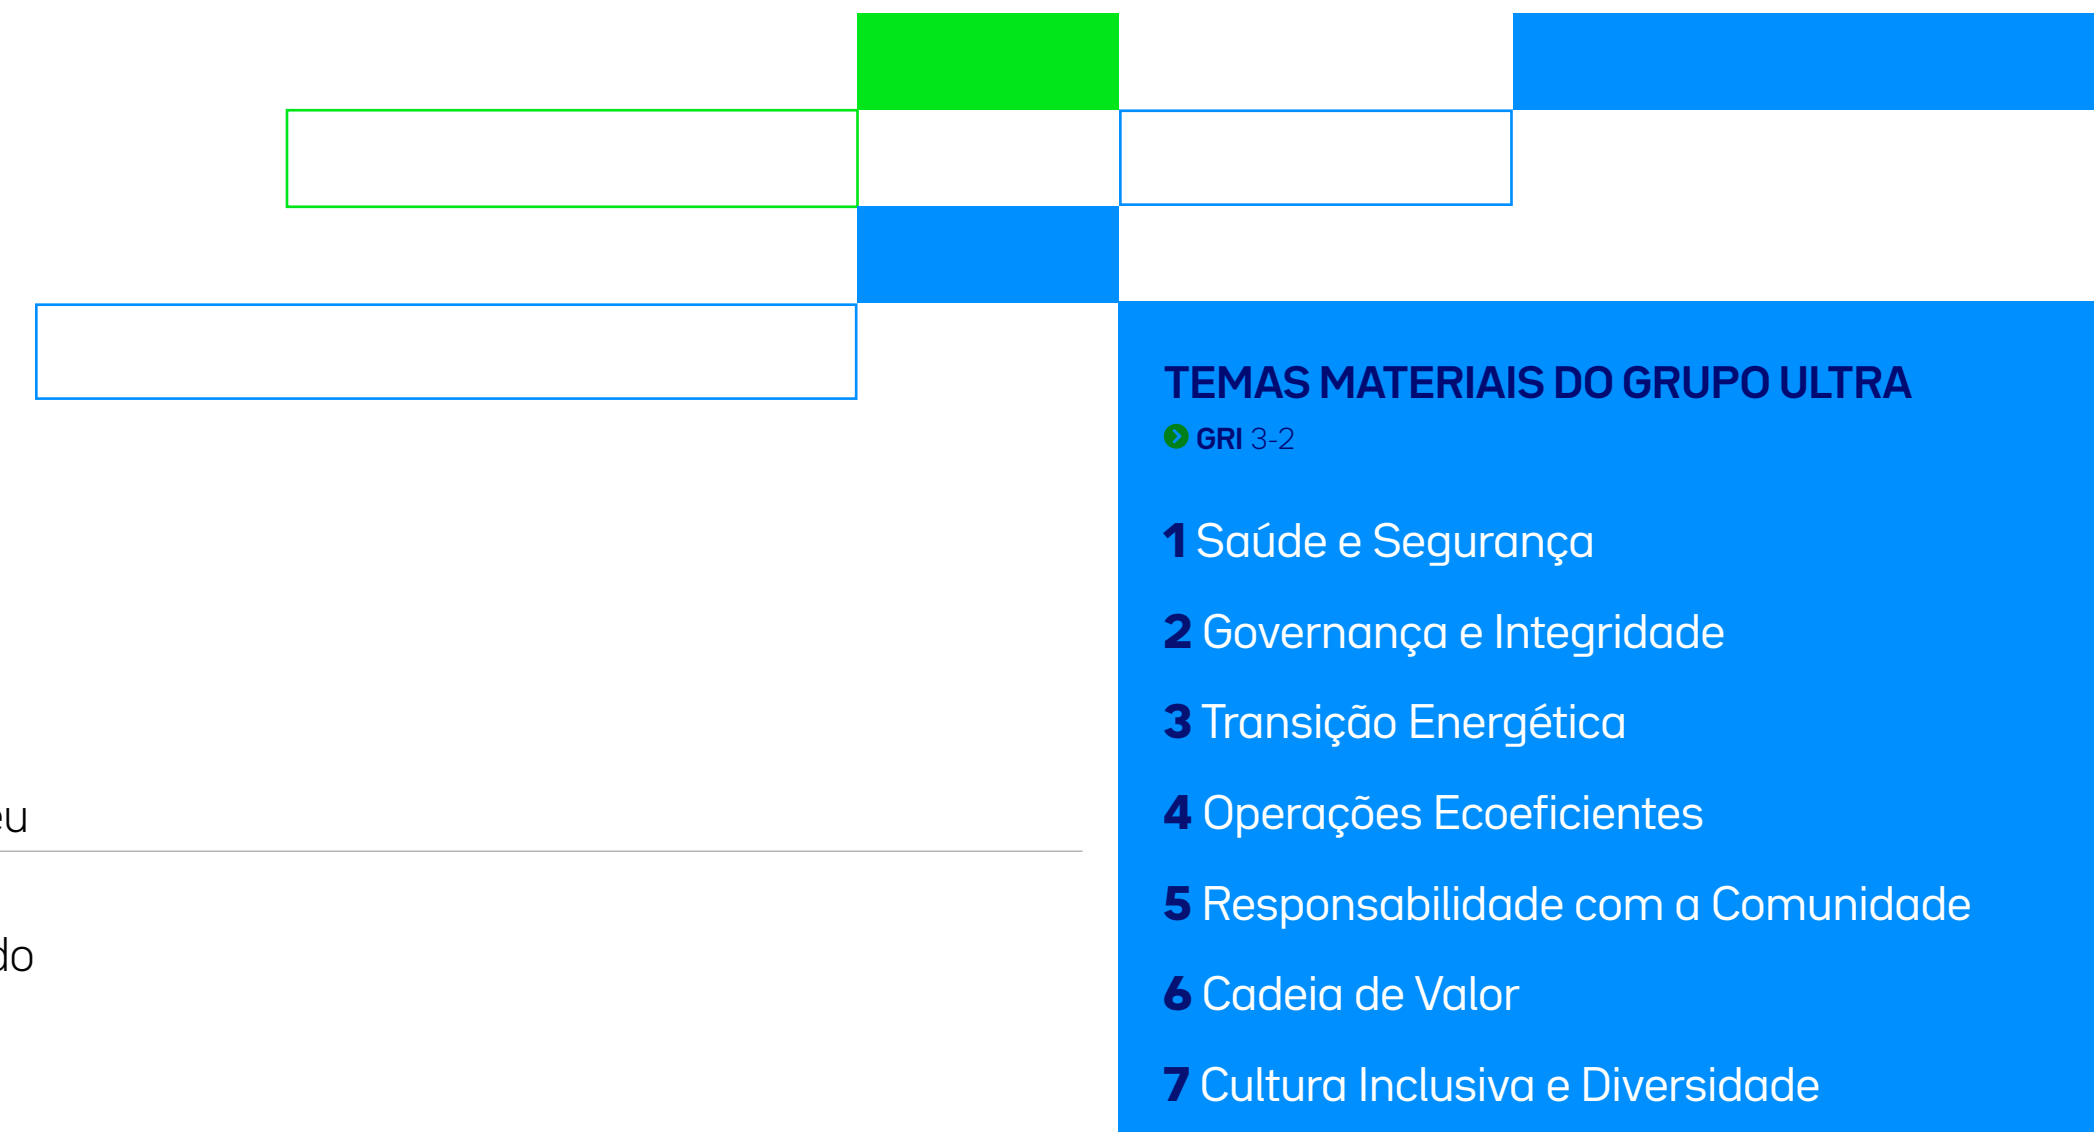 do
TEMAS MATERIAIS DO GRUPO ULTRA
GRI 3-2
1 Saúde e Segurança
2 Governança e Integridade
3 Transição Energética
4 Operações Ecoeficientes
5 Responsabilidade com a Comunidade
6 Cadeia de Valor
7 Cultura Inclusiva e Diversidade